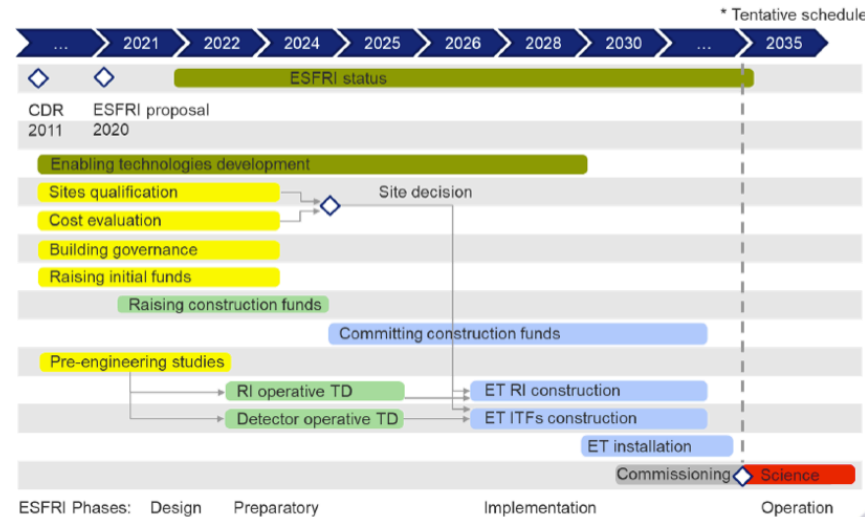 * Tentative schedule
... 2021 2022 2024 2025 2026 2028 2030 ... 2035
ESFRI status
CDR ESFRI proposal
2011 2020
Enabling technologies development
Sites qualification Site decision
Cost evaluation
Building governance
Raising initial funds
Raising construction funds
Committing construction funds
Pre-engineering studies
RI operative TD ET RI construction
Detector operative TD ET ITFs construction
ET installation
Commissioning Science
ESFRI Phases: Design Preparatory Implementation Operation